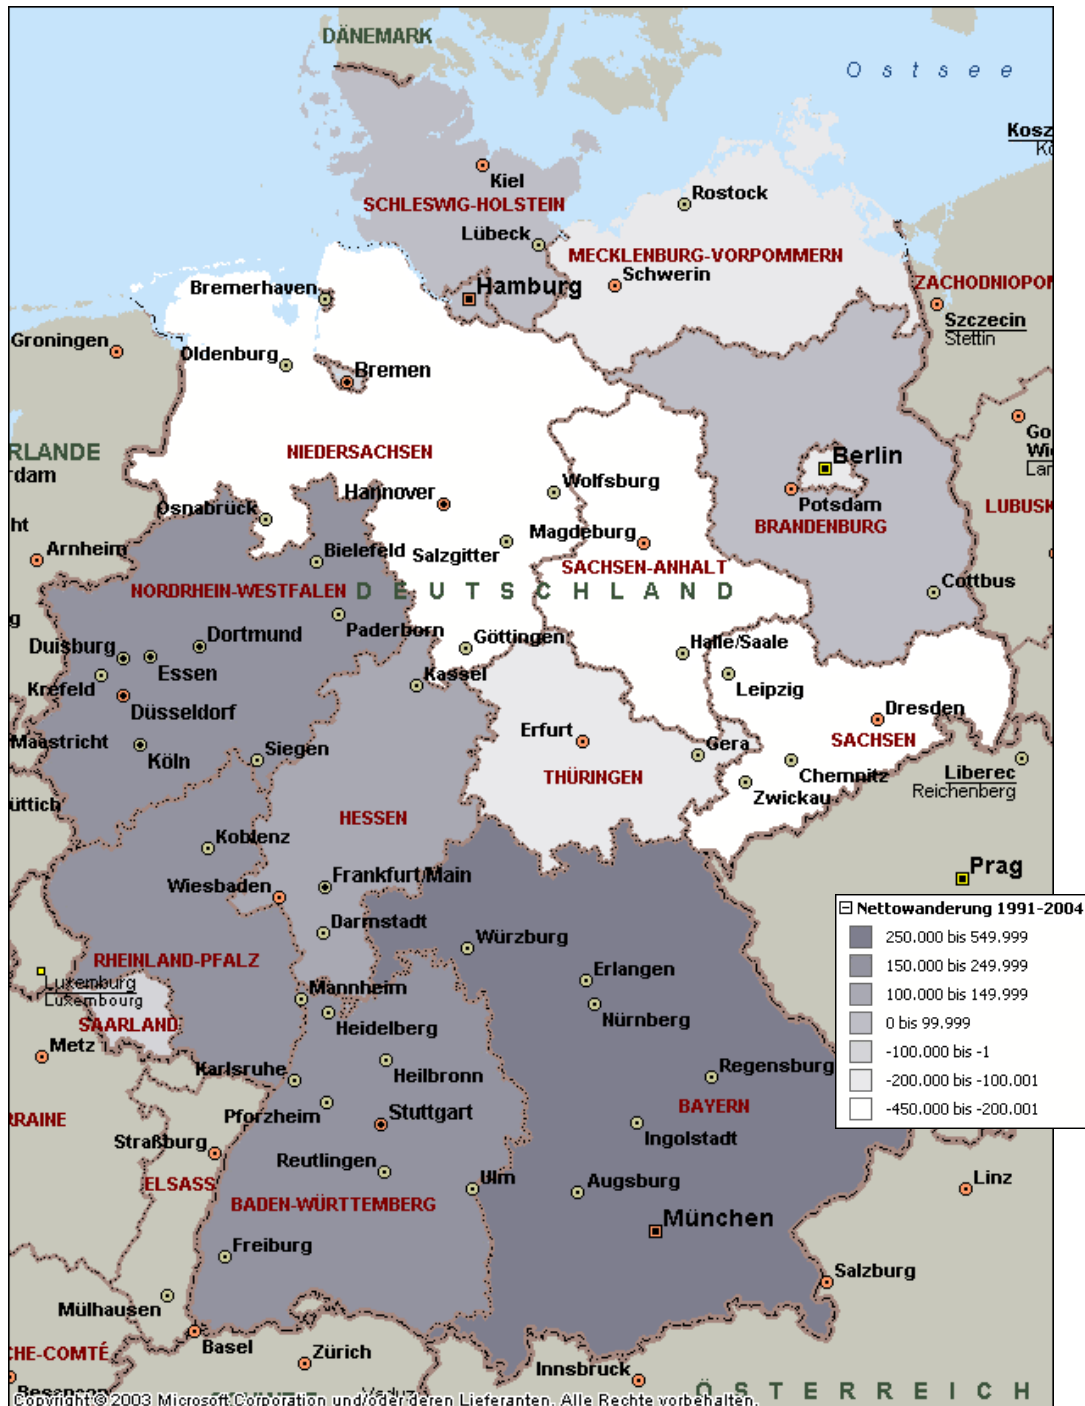 DÄNEMARK
Ostsee
Kosz
Kiel
SCHLESWIG-HOLSTEIN
Rostock
Lübeck
MECKLENBURG-VORPOMMERN
Schwerin
Bremerhaven
Hamburg
ZACHODNIOPOM
Szczecin
Stettin
Groningen
Oldenburg
Bremen
RLANDE
rdam
NIEDERSACHSEN
Berlin
Hannover
Wolfsburg
Potsdam
BRANDENBURG
LUBUSK
Osnabrück
ht
Arnheim
Bielefeld
Salzgitter
Magdeburg
SACHSEN-ANHALT
NORDRHEIN-WESTFALEN
DEUTSCHLAND
Cottbus
Paderborn
Göttingen
Duisburg
Dortmund
Essen
Krefeld
Düsseldorf
Kassel
Halle/Saale
Leipzig
Dresden
SACHSEN
Maastricht
Köln
Siegen
Erfurt
THÜRINGEN
Gera
Chemnitz
Zwickau
Liberec
Reichenberg
üttich
HESSEN
Koblenz
Wiesbaden
Frankfurt/Main
Prag
Darmstadt
Würzburg
RHEINLAND-PFALZ
Luxemburg
Luxembourg
SAARLAND
Metz
Mannheim
Heidelberg
Erlangen
Nürnberg
Nettowanderung 1991-2004
250.000 bis 549.999
150.000 bis 249.999
100.000 bis 149.999
0 bis 99.999
-100.000 bis -1
-200.000 bis -100.001
-450.000 bis -200.001
Karlsruhe
Heilbronn
Regensburg
Pforzheim
Stuttgart
BAYERN
Ingolstadt
RRAINE
Straßburg
ELSASS
Reutlingen
Ulm
Augsburg
Linz
BADEN-WÜRTTEMBERG
München
Freiburg
Salzburg
Mülhausen
Basel
Zürich
CHE-COMTÉ
Innsbruck
Besançon
Vaduz
ÖSTERREICH
Copyright © 2003 Microsoft Corporation und/oder deren Lieferanten. Alle Rechte vorbehalten.